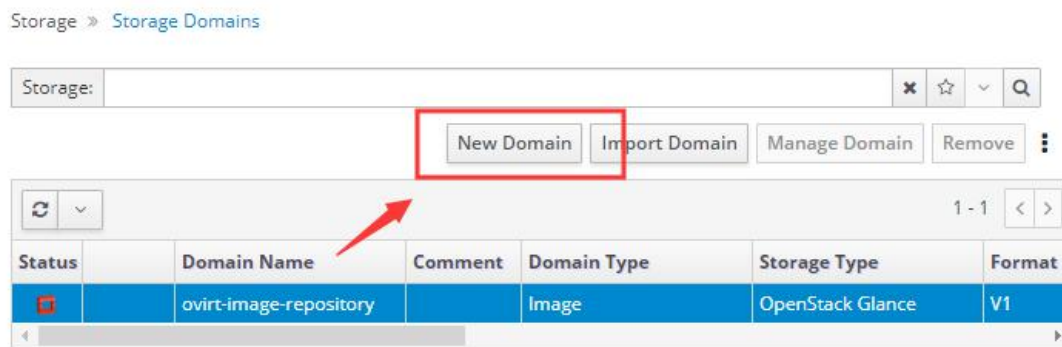 Storage » Storage Domains
Storage:
New Domain Import Domain Manage Domain Remove
1 - 1 < >
Status Domain Name Comment Domain Type Storage Type Format
ovirt-image-repository Image OpenStack Glance V1